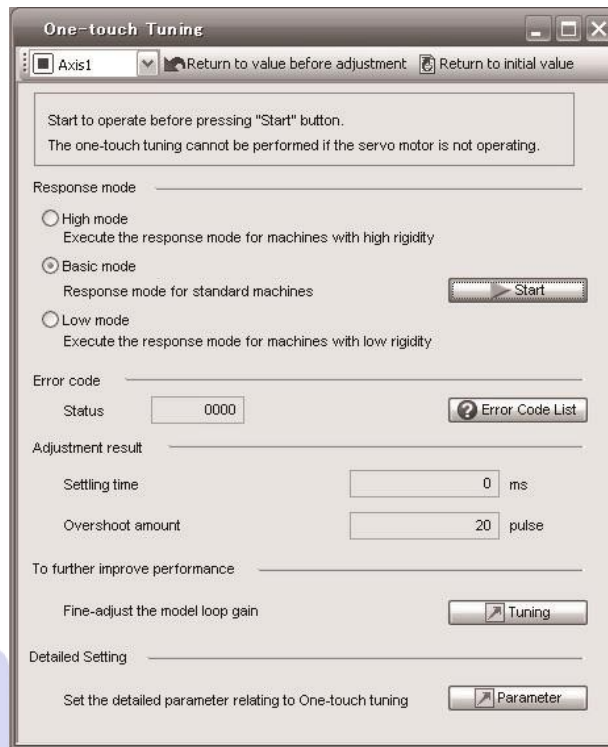 One-touch Tuning
Axis1 Return to value before adjustment Return to initial value
Start to operate before pressing "Start" button.
The one-touch tuning cannot be performed if the servo motor is not operating.
Response mode
High mode
Execute the response mode for machines with high rigidity
Basic mode
Response mode for standard machines Start
Low mode
Execute the response mode for machines with low rigidity
Error code
Status 0000 Error Code List
Adjustment result
Settling time 0 ms
Overshoot amount 20 pulse
To further improve performance
Fine-adjust the model loop gain Tuning
Detailed Setting
Set the detailed parameter relating to One-touch tuning Parameter